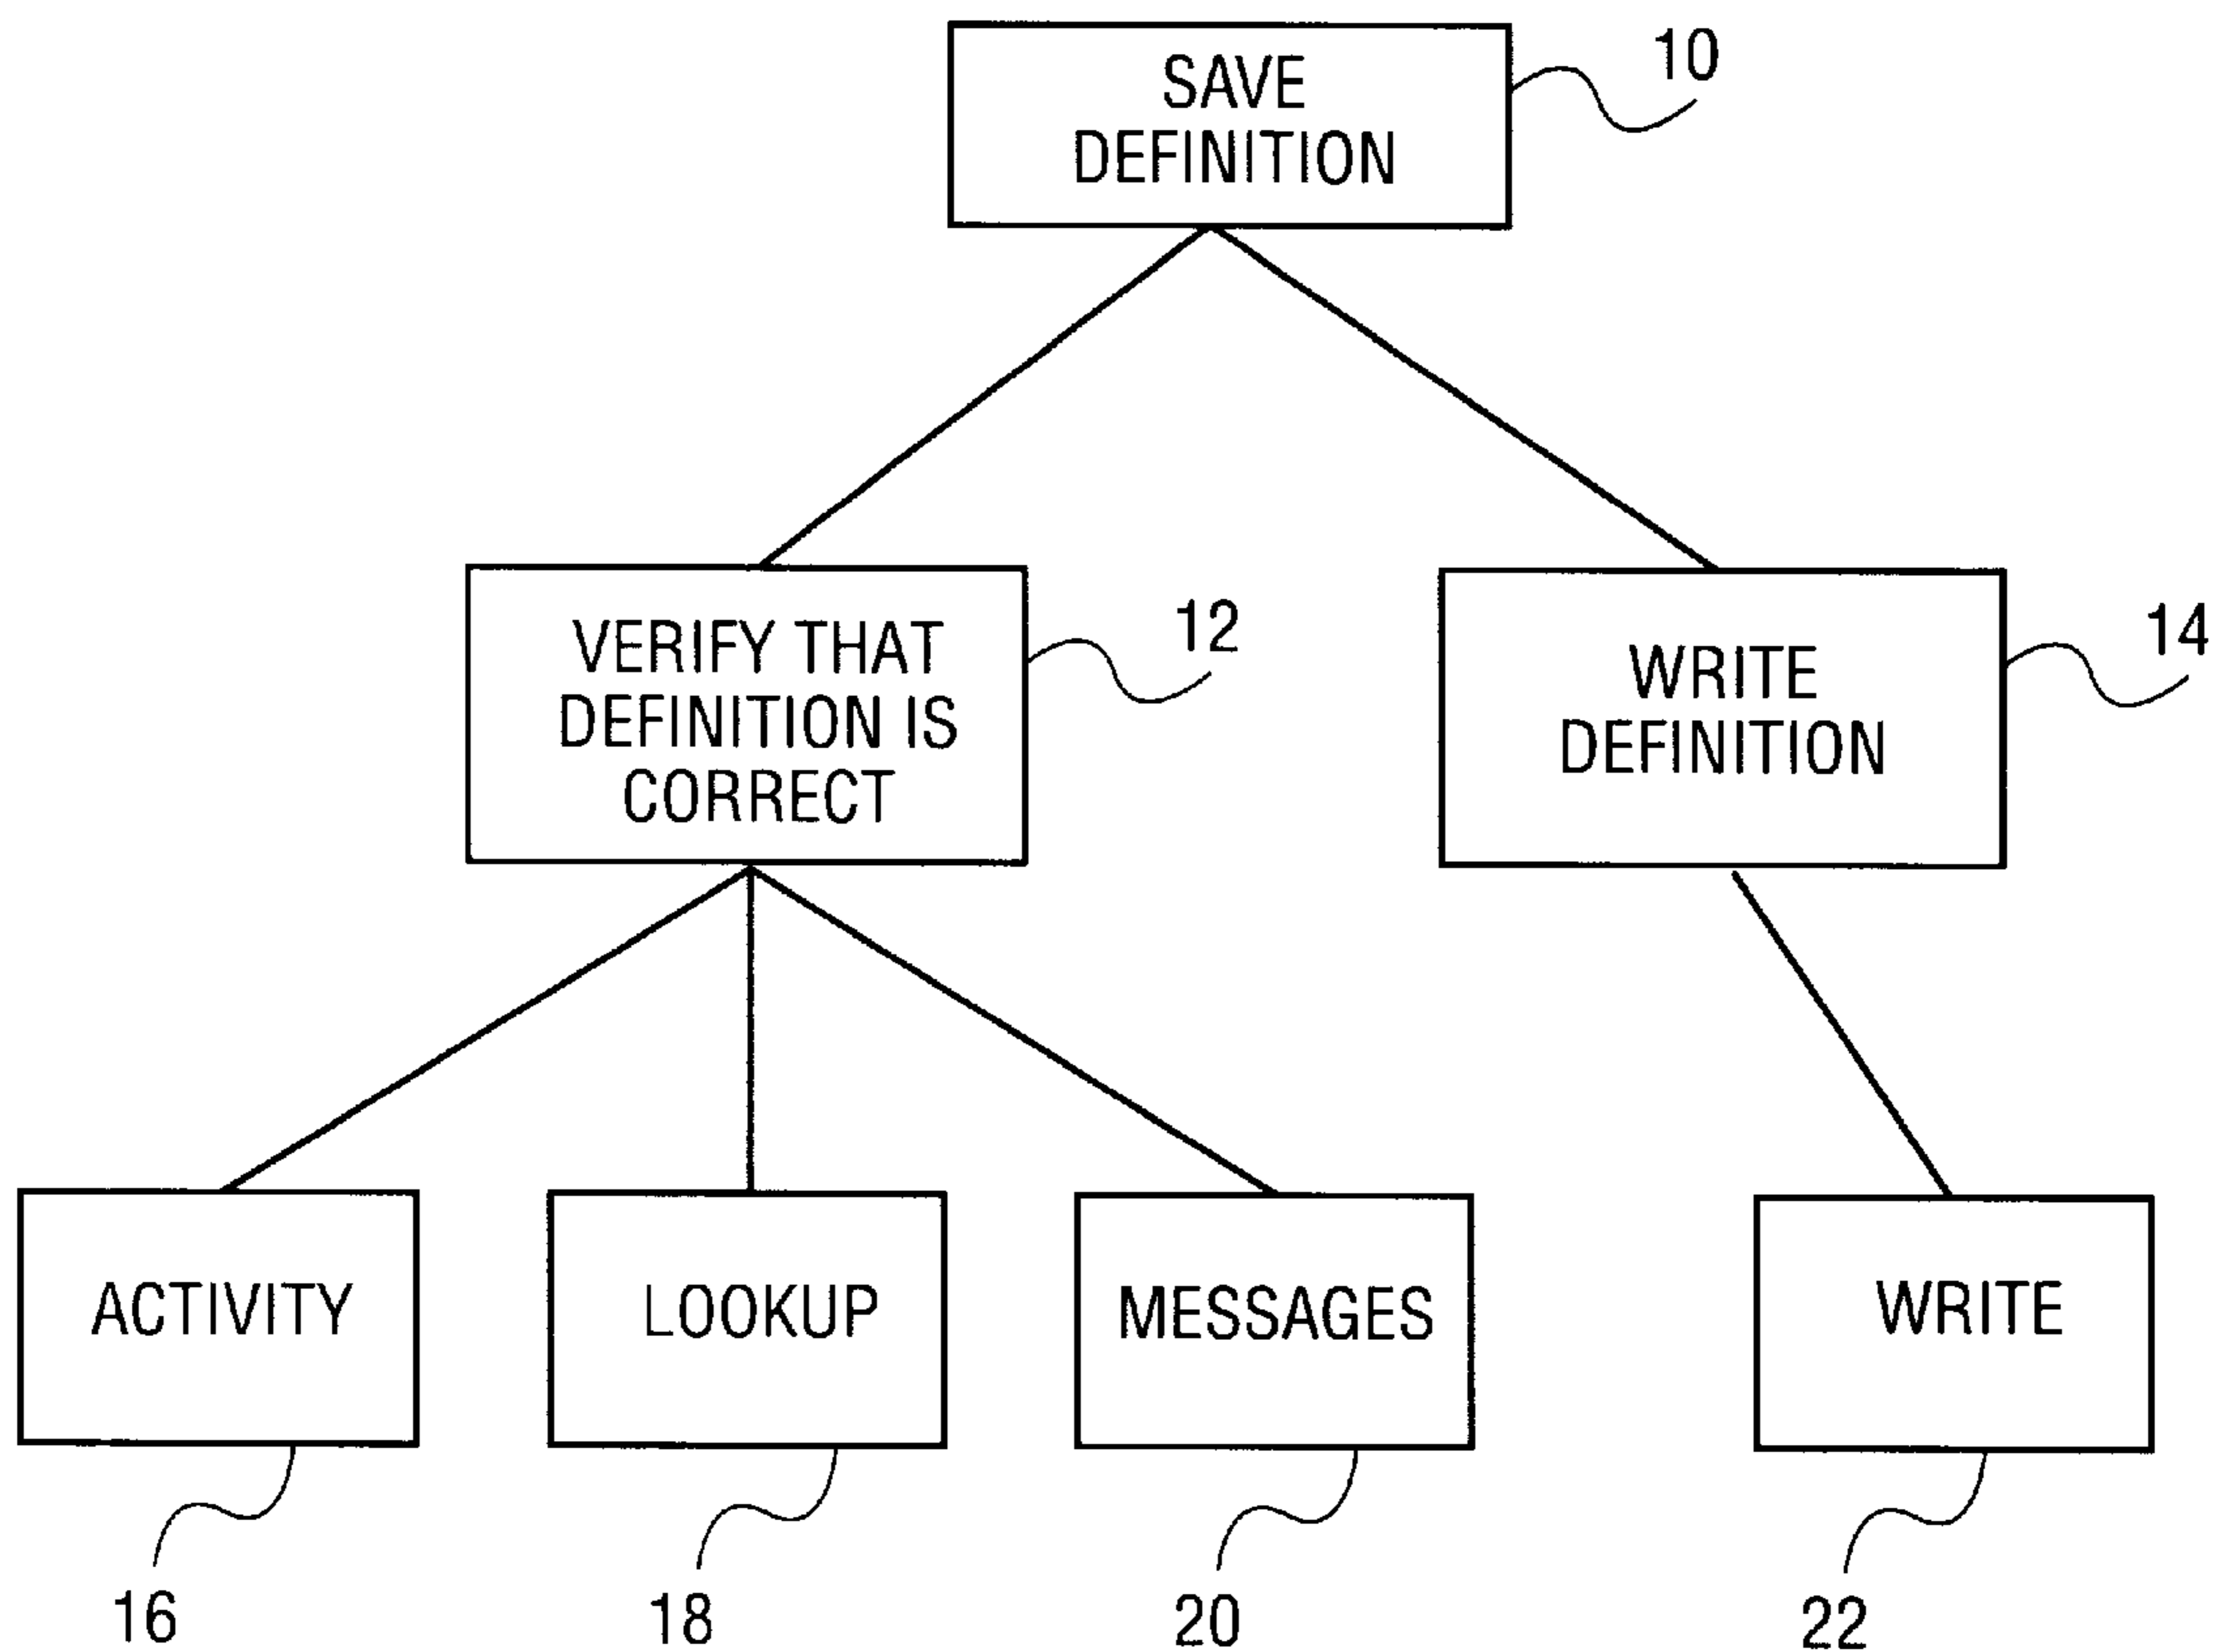 SAVE
DEFINITION
10
VERIFY THAT
DEFINITION IS
CORRECT
12
WRITE
DEFINITION
14
ACTIVITY
LOOKUP
MESSAGES
WRITE
16
18
20
22